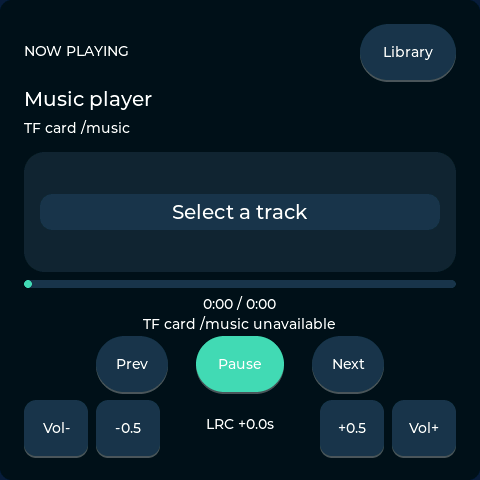 NOW PLAYING
Library
Music player
TF card /music
Select a track
0:00 / 0:00
TF card /music unavailable
Prev
Pause
Next
Vol-
-0.5
LRC +0.0s
+0.5
Vol+